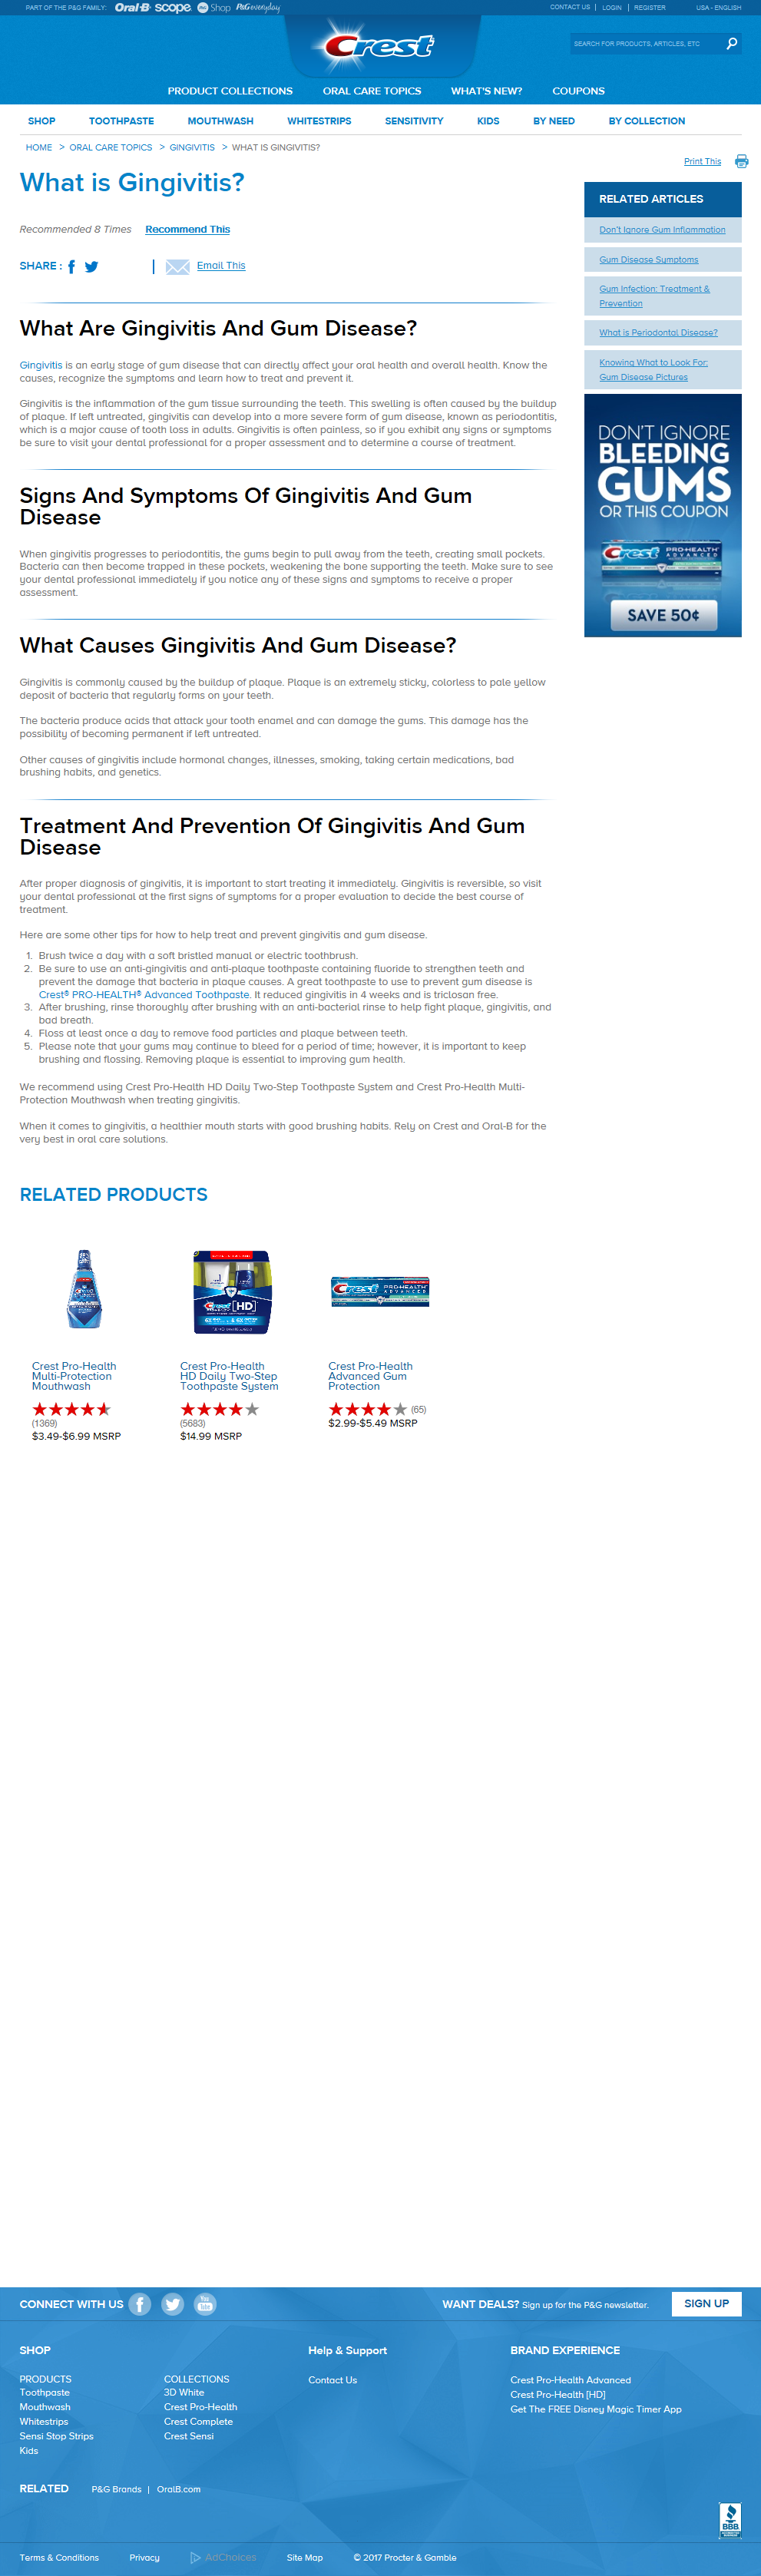 PART OF THE P&G FAMILY: Oral-B scope P&G Shop P&G everyday CONTACT US | LOGIN | REGISTER USA - ENGLISH
Crest
SEARCH FOR PRODUCTS, ARTICLES, ETC
PRODUCT COLLECTIONS ORAL CARE TOPICS WHAT'S NEW? COUPONS
SHOP TOOTHPASTE MOUTHWASH WHITESTRIPS SENSITIVITY KIDS BY NEED BY COLLECTION
HOME > ORAL CARE TOPICS > GINGIVITIS > WHAT IS GINGIVITIS?
Print This
What is Gingivitis?
Recommended 8 Times Recommend This
SHARE : | Email This
What Are Gingivitis And Gum Disease?
Gingivitis is an early stage of gum disease that can directly affect your oral health and overall health. Know the
causes, recognize the symptoms and learn how to treat and prevent it.
Gingivitis is the inflammation of the gum tissue surrounding the teeth. This swelling is often caused by the buildup
of plaque. If left untreated, gingivitis can develop into a more severe form of gum disease, known as periodontitis,
which is a major cause of tooth loss in adults. Gingivitis is often painless, so if you exhibit any signs or symptoms
be sure to visit your dental professional for a proper assessment and to determine a course of treatment.
Signs And Symptoms Of Gingivitis And Gum
Disease
When gingivitis progresses to periodontitis, the gums begin to pull away from the teeth, creating small pockets.
Bacteria can then become trapped in these pockets, weakening the bone supporting the teeth. Make sure to see
your dental professional immediately if you notice any of these signs and symptoms to receive a proper
assessment.
What Causes Gingivitis And Gum Disease?
Gingivitis is commonly caused by the buildup of plaque. Plaque is an extremely sticky, colorless to pale yellow
deposit of bacteria that regularly forms on your teeth.
The bacteria produce acids that attack your tooth enamel and can damage the gums. This damage has the
possibility of becoming permanent if left untreated.
Other causes of gingivitis include hormonal changes, illnesses, smoking, taking certain medications, bad
brushing habits, and genetics.
Treatment And Prevention Of Gingivitis And Gum
Disease
After proper diagnosis of gingivitis, it is important to start treating it immediately. Gingivitis is reversible, so visit
your dental professional at the first signs of symptoms for a proper evaluation to decide the best course of
treatment.
Here are some other tips for how to help treat and prevent gingivitis and gum disease.
1. Brush twice a day with a soft bristled manual or electric toothbrush.
2. Be sure to use an anti-gingivitis and anti-plaque toothpaste containing fluoride to strengthen teeth and
prevent the damage that bacteria in plaque causes. A great toothpaste to use to prevent gum disease is
Crest® PRO-HEALTH® Advanced Toothpaste. It reduced gingivitis in 4 weeks and is triclosan free.
3. After brushing, rinse thoroughly after brushing with an anti-bacterial rinse to help fight plaque, gingivitis, and
bad breath.
4. Floss at least once a day to remove food particles and plaque between teeth.
5. Please note that your gums may continue to bleed for a period of time; however, it is important to keep
brushing and flossing. Removing plaque is essential to improving gum health.
We recommend using Crest Pro-Health HD Daily Two-Step Toothpaste System and Crest Pro-Health Multi-
Protection Mouthwash when treating gingivitis.
When it comes to gingivitis, a healthier mouth starts with good brushing habits. Rely on Crest and Oral-B for the
very best in oral care solutions.
RELATED ARTICLES
Don't Ignore Gum Inflammation
Gum Disease Symptoms
Gum Infection: Treatment &
Prevention
What is Periodontal Disease?
Knowing What to Look For:
Gum Disease Pictures
DON'T IGNORE
BLEEDING
GUMS
OR THIS COUPON
Crest PRO-HEALTH
ADVANCED
SAVE 50¢
RELATED PRODUCTS
Crest [HD]
Crest PRO-HEALTH
ADVANCED
Crest Pro-Health
Multi-Protection
Mouthwash
(1369)
$3.49-$6.99 MSRP
Crest Pro-Health
HD Daily Two-Step
Toothpaste System
(5683)
$14.99 MSRP
Crest Pro-Health
Advanced Gum
Protection
(65)
$2.99-$5.49 MSRP
CONNECT WITH US You Tube WANT DEALS? Sign up for the P&G newsletter. SIGN UP
SHOP
PRODUCTS
Toothpaste
Mouthwash
Whitestrips
Sensi Stop Strips
Kids
COLLECTIONS
3D White
Crest Pro-Health
Crest Complete
Crest Sensi
Help & Support
Contact Us
BRAND EXPERIENCE
Crest Pro-Health Advanced
Crest Pro-Health [HD]
Get The FREE Disney Magic Timer App
RELATED P&G Brands | OralB.com
BBB
Terms & Conditions Privacy AdChoices Site Map © 2017 Procter & Gamble